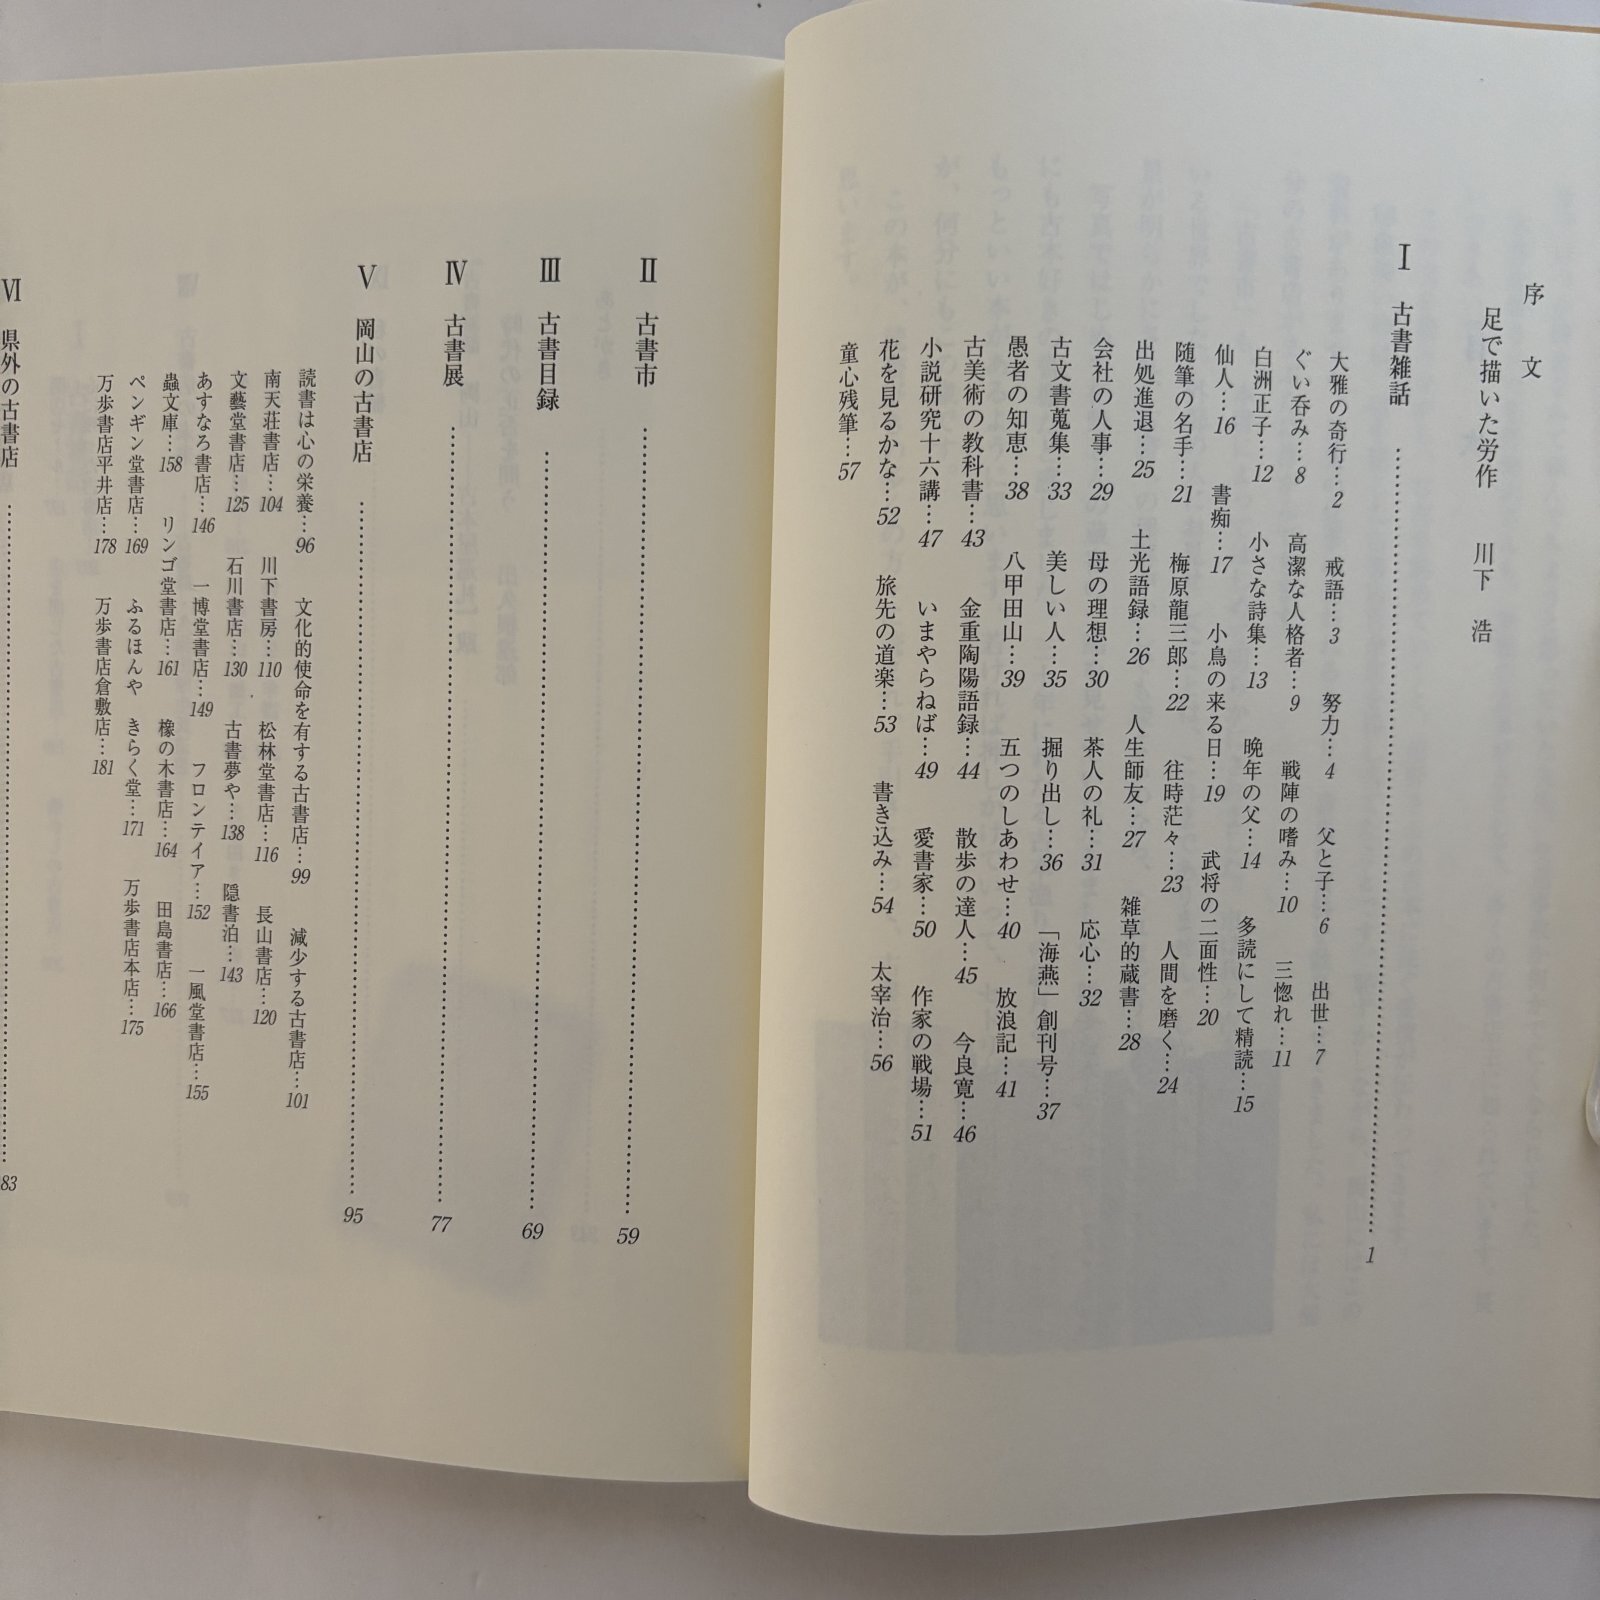 序文
足で描いた労作　川下　浩
Ⅰ　古書雑話……………………1
大雅の奇行…2　戒語…3　努力…4　父と子…6　出世…7
ぐい呑み…8　高潔な人格者…9　戦陣の嗜み…10　三惚れ…11
白洲正子…12　小さな詩集…13　晩年の父…14　多読にして精読…15
仙人…16　書痴…17　小鳥の来る日…19　武将の二面性…20
随筆の名手…21　梅原龍三郎…22　往時茫々…23　人間を磨く…24
出処進退…25　土光語録…26　人生師友…27　雑草的蔵書…28
会社の人事…29　母の理想…30　茶人の礼…31　応心…32
古文書蒐集…33　美しい人…35　掘り出し…36　「海燕」創刊号…37
愚者の知恵…38　八甲田山…39　五つのしあわせ…40　放浪記…41
古美術の教科書…43　金重陶陽語録…44　散歩の達人…45　今良寛…46
小説研究十六講…47　いまやらねば…49　愛書家…50　作家の戦場…51
花を見るかな…52　旅先の道楽…53　書き込み…54　太宰治…56
童心残筆…57
Ⅱ　古書市……………………59
Ⅲ　古書目録……………………69
Ⅳ　古書展……………………77
Ⅴ　岡山の古書店……………………95
読書は心の栄養…96　文化的使命を有する古書店…99　減少する古書店…101
南天荘書店…104　川下書房…110　松林堂書店…116　長山書店…120
文藝堂書店…125　石川書店…130　古書夢や…138　隠書泊…143
あすなろ書店…146　一博堂書店…149　フロンテイア…152　一風堂書店…155
蟲文庫…158　リンゴ堂書店…161　橡の木書店…164　田島書店…166
ペンギン堂書店…169　ふるほんや　きらく堂…171　万歩書店本店…175
万歩書店平井店…178　万歩書店倉敷店…181
Ⅵ　県外の古書店……………………83